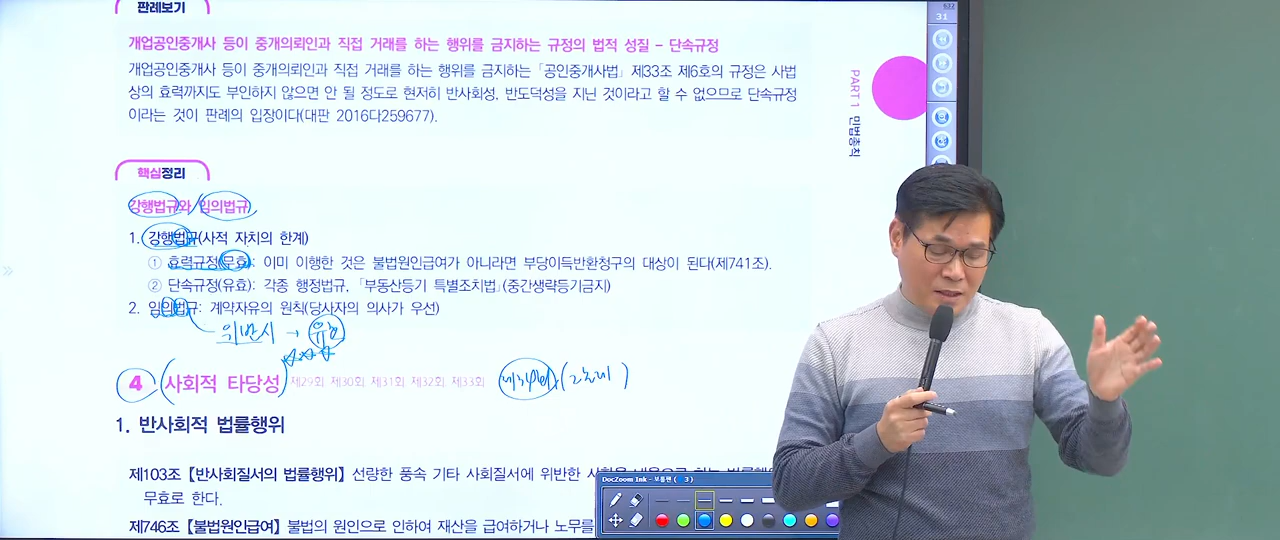 판례보기
개업공인중개사 등이 중개의뢰인과 직접 거래를 하는 행위를 금지하는 규정의 법적 성질 - 단속규정
개업공인중개사 등이 중개의뢰인과 직접 거래를 하는 행위를 금지하는 「공인중개사법」 제33조 제6호의 규정은 사법
상의 효력까지도 부인하지 않으면 안 될 정도로 현저히 반사회성, 반도덕성을 지닌 것이라고 할 수 없으므로 단속규정
이라는 것이 판례의 입장이다(대판 2016다259677).
31
PART 1 민법총칙
핵심정리
강행법규와 임의법규
1. 강행법규(사적 자치의 한계)
① 효력규정(무효): 이미 이행한 것은 불법원인급여가 아니라면 부당이득반환청구의 대상이 된다(제741조).
② 단속규정(유효): 각종 행정법규, 「부동산등기 특별조치법」(중간생략등기금지)
2. 임의법규: 계약자유의 원칙(당사자의 의사가 우선)
위반시 → 유효
4 사회적 타당성 제29회 제30회 제31회 제32회 제33회
1. 반사회적 법률행위
제103조 【반사회질서의 법률행위】 선량한 풍속 기타 사회질서에 위반한
무효로 한다.
제746조 【불법원인급여】 불법의 원인으로 인하여 재산을 급여하거나 노무를
DocZoom Ink - 보통펜 ( 3 )